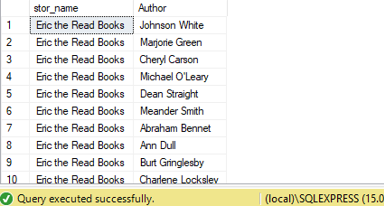 stor_name Author
1 Eric the Read Books Johnson White
2 Eric the Read Books Marjorie Green
3 Eric the Read Books Cheryl Carson
4 Eric the Read Books Michael O'Leary
5 Eric the Read Books Dean Straight
6 Eric the Read Books Meander Smith
7 Eric the Read Books Abraham Bennet
8 Eric the Read Books Ann Dull
9 Eric the Read Books Burt Gringlesby
10 Eric the Read Books Charlene Locksley
Query executed successfully. (local)\SQLEXPRESS (15.0